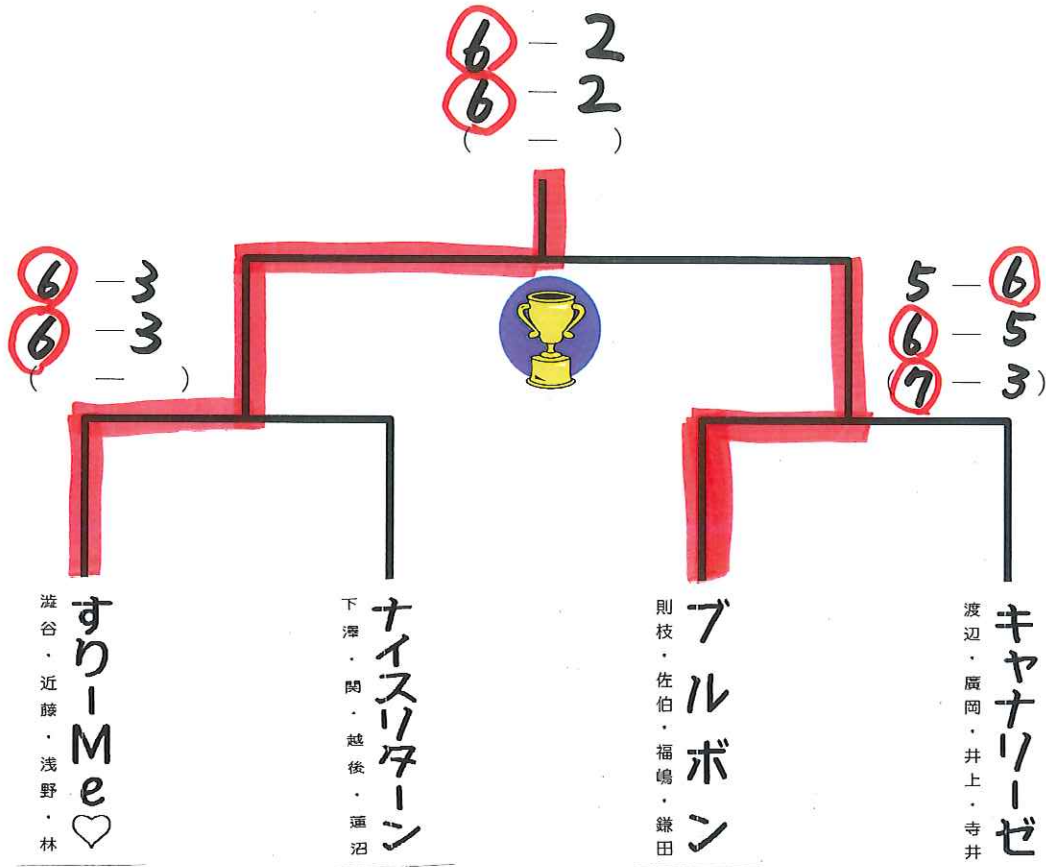 6 — 2
6 — 2
( — )
6 — 3
6 — 3
( — )
5 — 6
6 — 5
(7 — 3)
すりーMe♡
澁谷・近藤・浅野・林
ナイスリターン
下澤・関・越後・蓮沼
ブルボン
則枝・佐伯・福嶋・鎌田
キャナリーゼ
渡辺・廣岡・井上・寺井